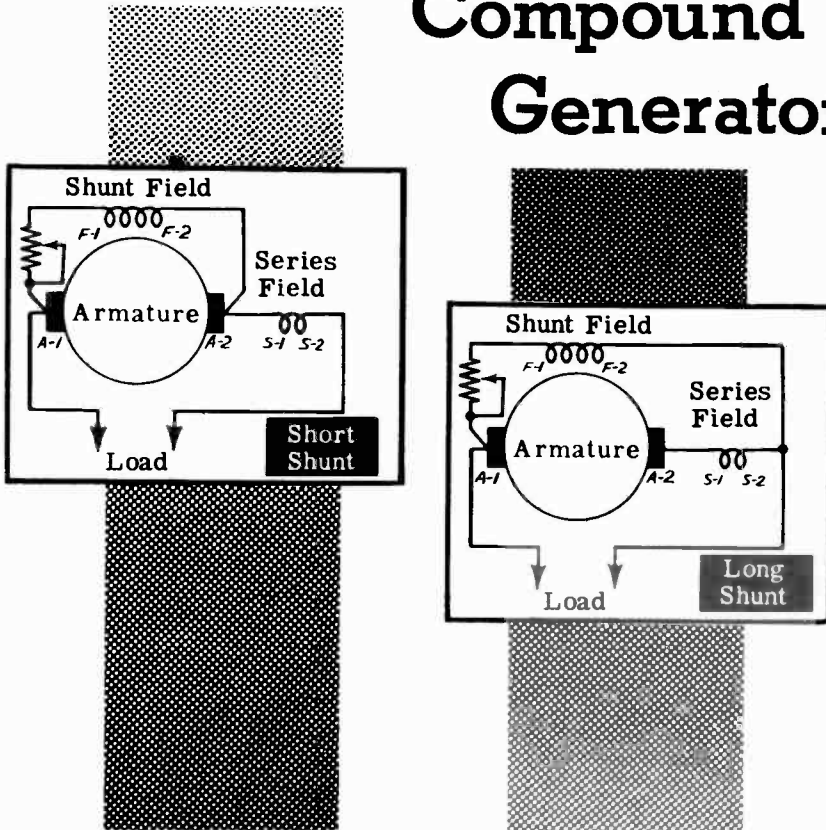 Compound
Generator
Shunt Field
F-1 F-2
Series
Field
Armature
A-1 A-2 S-1 S-2
Load
Short
Shunt
Shunt Field
F-1 F-2
Series
Field
Armature
A-1 A-2 S-1 S-2
Load
Long
Shunt